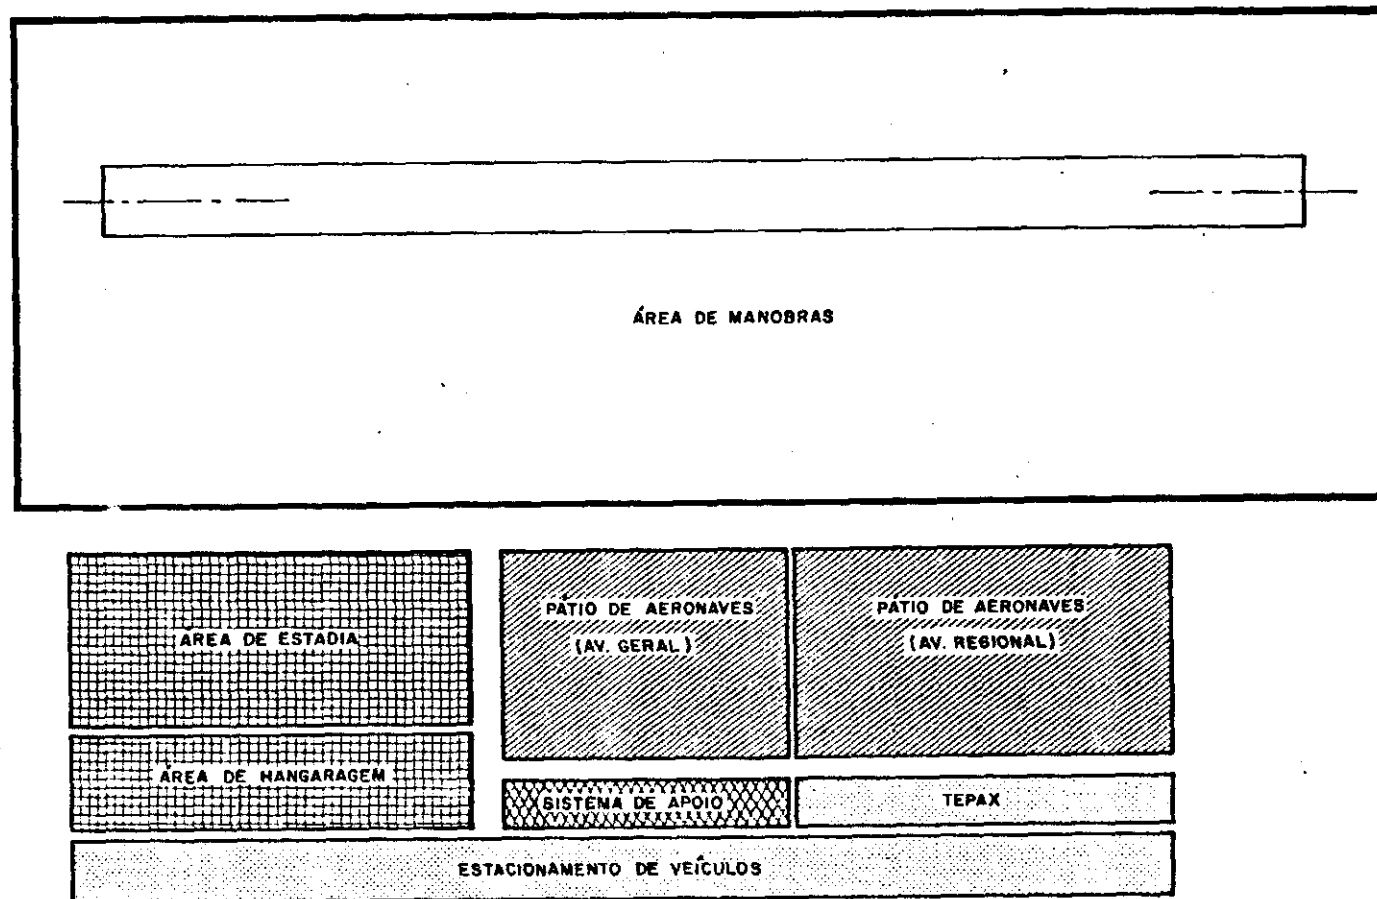 ÁREA DE MANOBRAS
ÁREA DE ESTADIA
PÁTIO DE AERONAVES
(AV. GERAL)
PÁTIO DE AERONAVES
(AV. REGIONAL)
ÁREA DE HANGARAGEM
SISTEMA DE APOIO
TEPAX
ESTACIONAMENTO DE VEÍCULOS